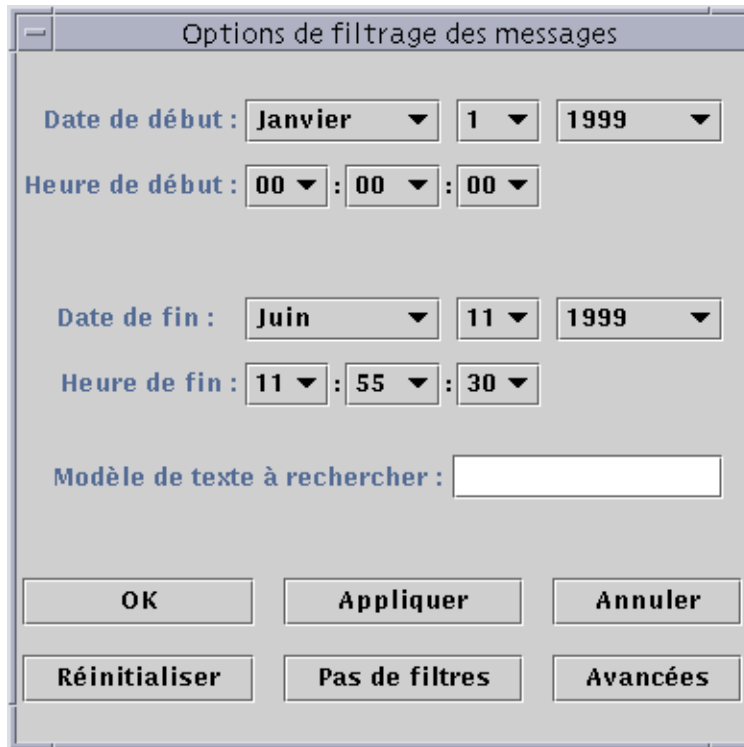 Options de filtrage des messages
Date de début : Janvier 1 1999
Heure de début : 00 : 00 : 00
Date de fin : Juin 11 1999
Heure de fin : 11 : 55 : 30
Modèle de texte à rechercher :
OK Appliquer Annuler
Réinitialiser Pas de filtres Avancées